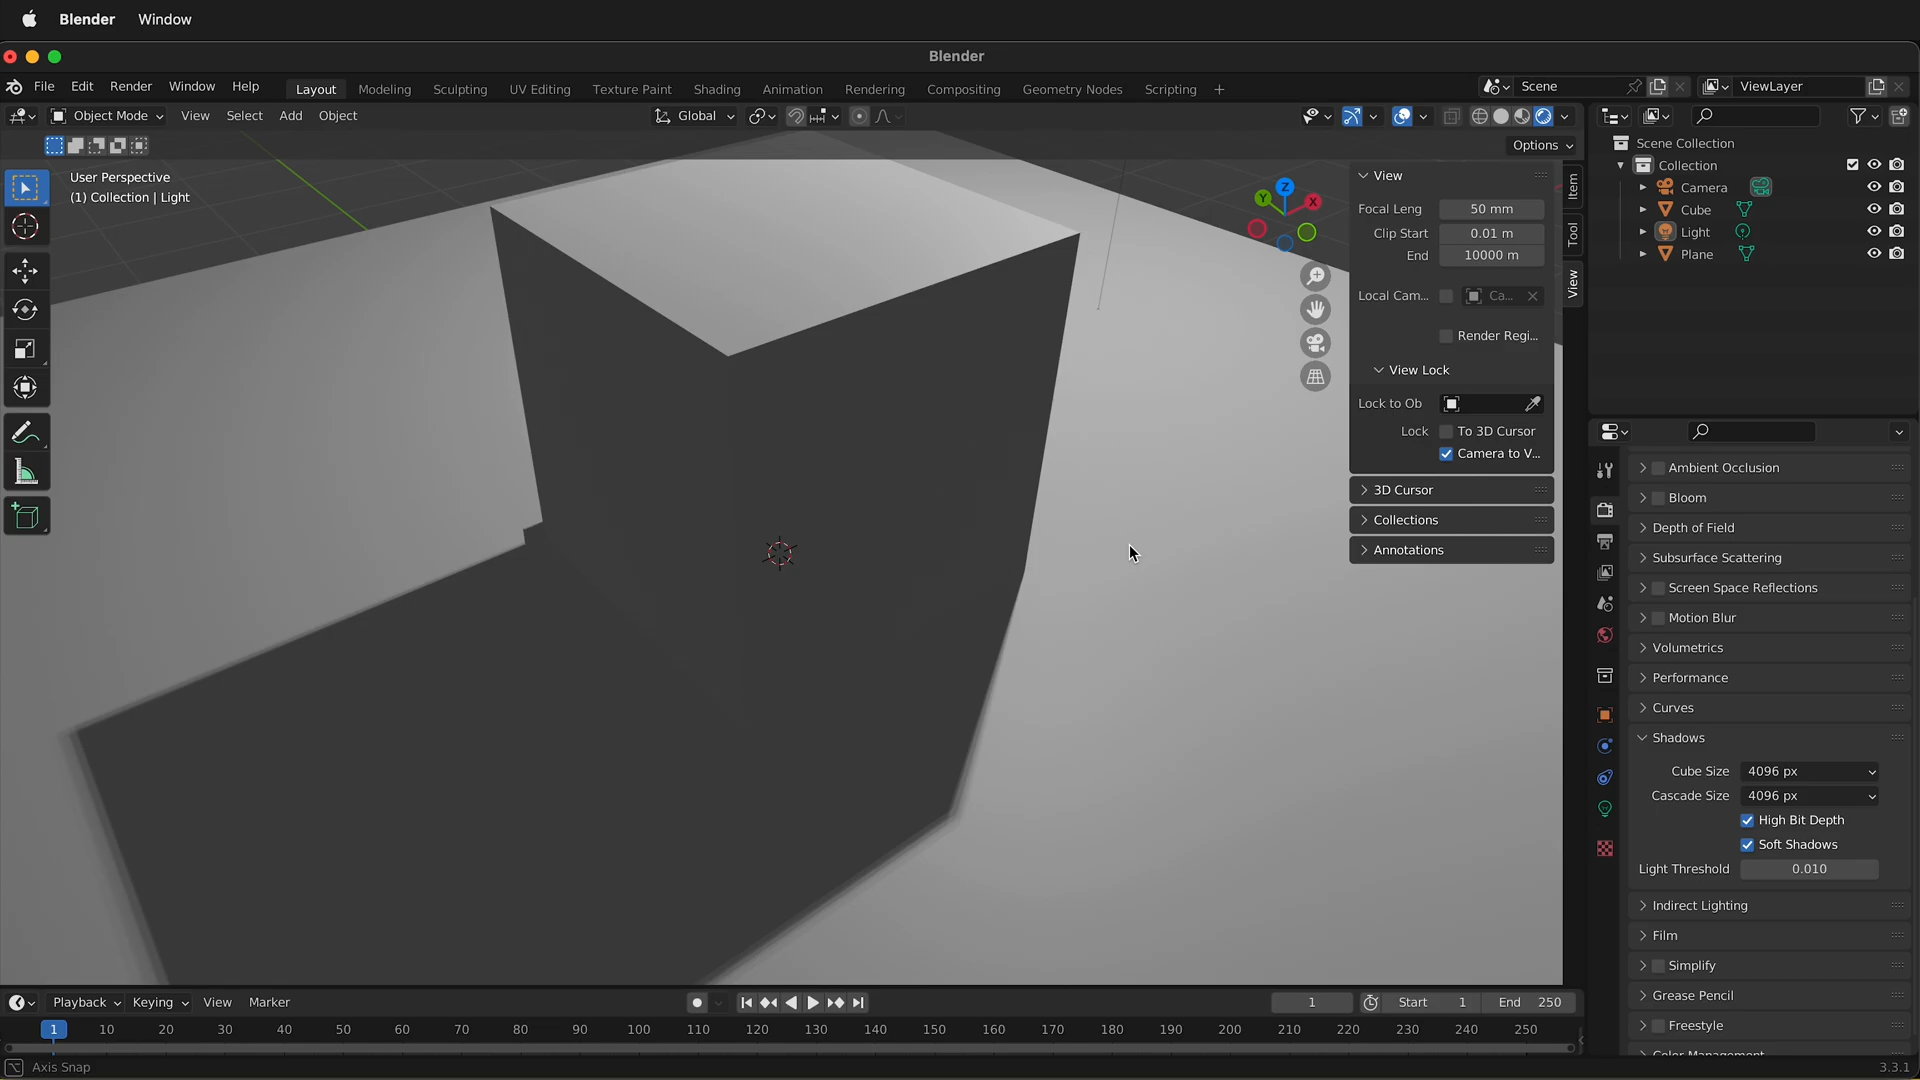 Blender Window
Blender
File Edit Render Window Help Layout Modeling Sculpting UV Editing Texture Paint Shading Animation Rendering Compositing Geometry Nodes Scripting + Scene ViewLayer
Object Mode View Select Add Object Global
Options
User Perspective
(1) Collection | Light
Z
Y
X
View
Focal Leng 50 mm
Clip Start 0.01 m
End 10000 m
Local Cam... Ca...
Render Regi...
View Lock
Lock to Ob
Lock To 3D Cursor
Camera to V...
3D Cursor
Collections
Annotations
Item
Tool
View
Scene Collection
Collection
Camera
Cube
Light
Plane
Ambient Occlusion
Bloom
Depth of Field
Subsurface Scattering
Screen Space Reflections
Motion Blur
Volumetrics
Performance
Curves
Shadows
Cube Size 4096 px
Cascade Size 4096 px
High Bit Depth
Soft Shadows
Light Threshold 0.010
Indirect Lighting
Film
Simplify
Grease Pencil
Freestyle
Color Management
Playback Keying View Marker 1 Start 1 End 250
1 10 20 30 40 50 60 70 80 90 100 110 120 130 140 150 160 170 180 190 200 210 220 230 240 250
Axis Snap
3.3.1